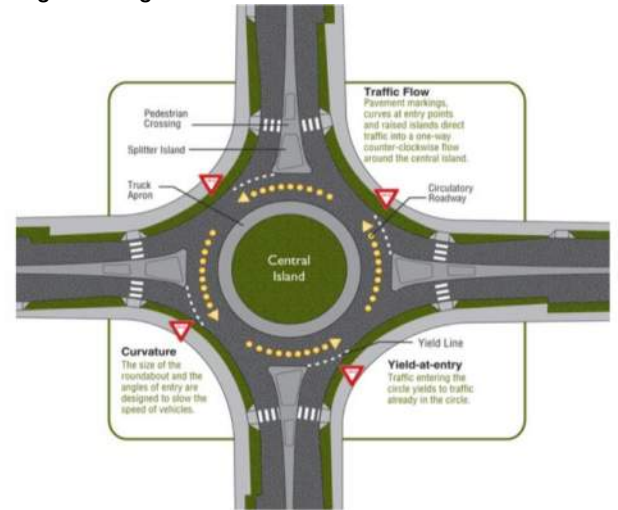 Traffic Flow
Pavement markings,
curves at entry points
and raised islands direct
traffic into a one-way
counter-clockwise flow
around the central island.
Pedestrian
Crossing
Splitter Island
Truck
Apron
Circulatory
Roadway
Central
Island
Yield Line
Curvature
The size of the
roundabout and the
angles of entry are
designed to slow the
speed of vehicles.
Yield-at-entry
Traffic entering the
circle yields to traffic
already in the circle.